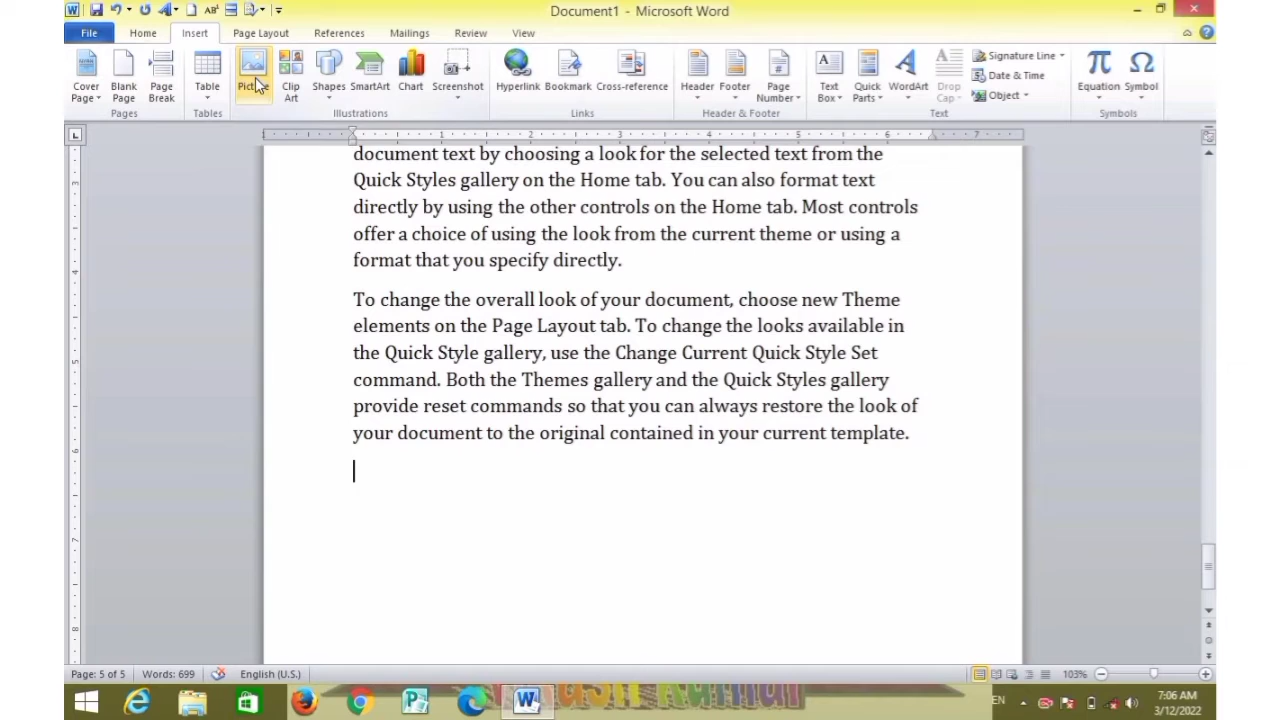 Document1 - Microsoft Word
File Home Insert Page Layout References Mailings Review View
Cover Page Blank Page Page Break Table Picture Clip Art Shapes SmartArt Chart Screenshot Hyperlink Bookmark Cross-reference Header Footer Page Number Text Box Quick Parts WordArt Drop Cap Signature Line Date & Time Object Equation Symbol
Pages Tables Illustrations Links Header & Footer Text Symbols
1 2 3 4 5 6 7
document text by choosing a look for the selected text from the
Quick Styles gallery on the Home tab. You can also format text
directly by using the other controls on the Home tab. Most controls
offer a choice of using the look from the current theme or using a
format that you specify directly.
To change the overall look of your document, choose new Theme
elements on the Page Layout tab. To change the looks available in
the Quick Style gallery, use the Change Current Quick Style Set
command. Both the Themes gallery and the Quick Styles gallery
provide reset commands so that you can always restore the look of
your document to the original contained in your current template.
Page: 5 of 5 Words: 699 English (U.S.) 103%
EN 7:06 AM
3/12/2022